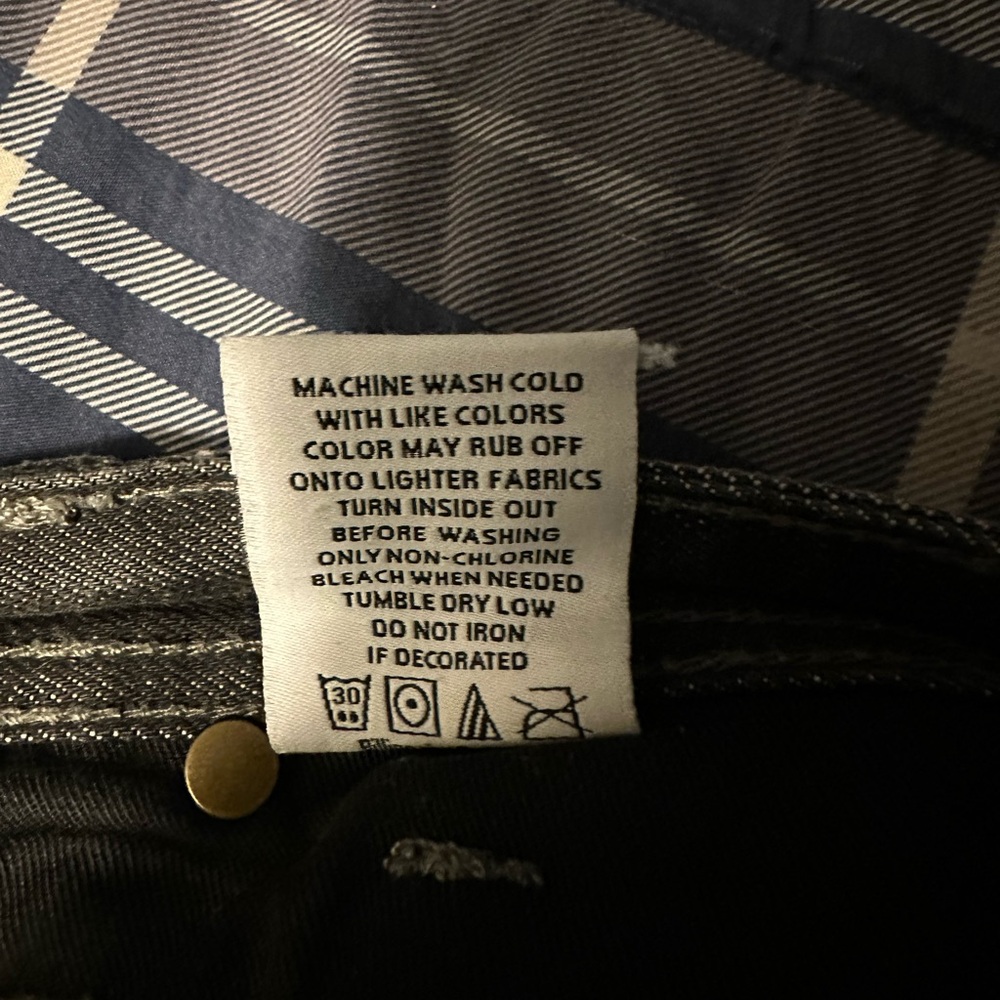 MACHINE WASH COLD
WITH LIKE COLORS
COLOR MAY RUB OFF
ONTO LIGHTER FABRICS
TURN INSIDE OUT
BEFORE WASHING
ONLY NON-CHLORINE
BLEACH WHEN NEEDED
TUMBLE DRY LOW
DO NOT IRON
IF DECORATED
30